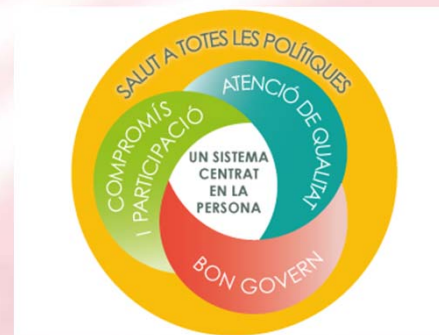 SALUT A TOTES LES POLÍTIQUES
ATENCIÓ DE QUALITAT
COMPROMÍS
I PARTICIPACIÓ
UN SISTEMA
CENTRAT
EN LA
PERSONA
BON GOVERN